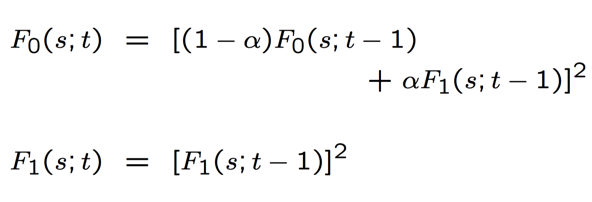 F₀(s; t) = [(1 − α)F₀(s; t − 1)
+ αF₁(s; t − 1)]²
F₁(s; t) = [F₁(s; t − 1)]²